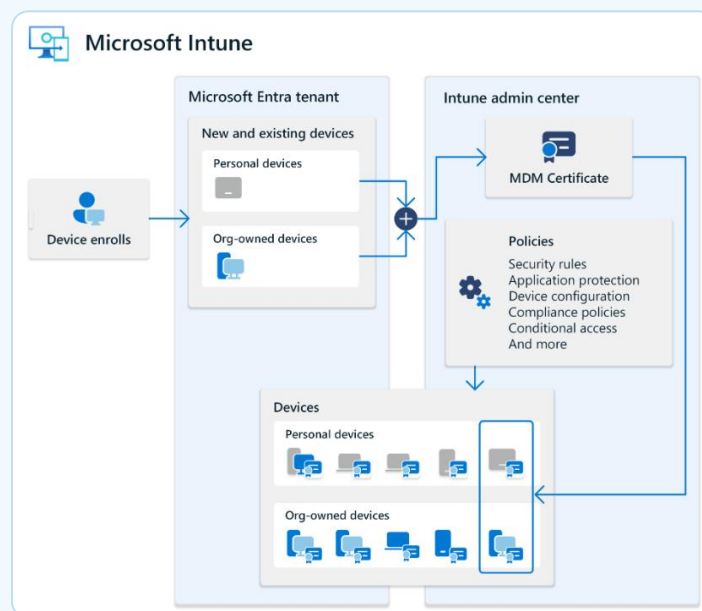 Microsoft Intune
Microsoft Entra tenant
Intune admin center
New and existing devices
Personal devices
MDM Certificate
Device enrolls
Org-owned devices
Policies
Security rules
Application protection
Device configuration
Compliance policies
Conditional access
And more
Devices
Personal devices
Org-owned devices